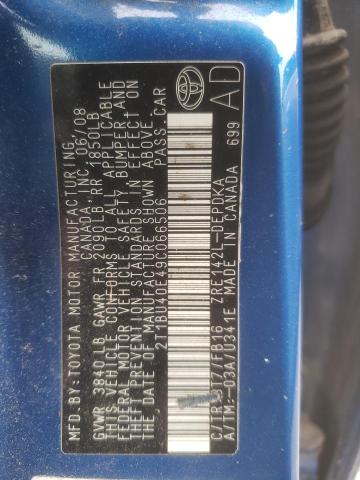 MFD.BY:TOYOTA MOTOR MANUFACTURING
CANADA, INC. 06/08
GVWR 3840LB GAWR FR 2090LB RR 1850LB
THIS VEHICLE CONFORMS TO ALL APPLICABLE
FEDERAL MOTOR VEHICLE SAFETY, BUMPER, AND
THEFT PREVENTION STANDARDS IN EFFECT ON
THE DATE OF MANUFACTURE SHOWN ABOVE.
2T1BU40E49C066506 PASS.CAR
C/TR: 8T7/FB16 ZRE142L-DEPDKA
A/TM:-03A/U341E MADE IN CANADA 699
AD